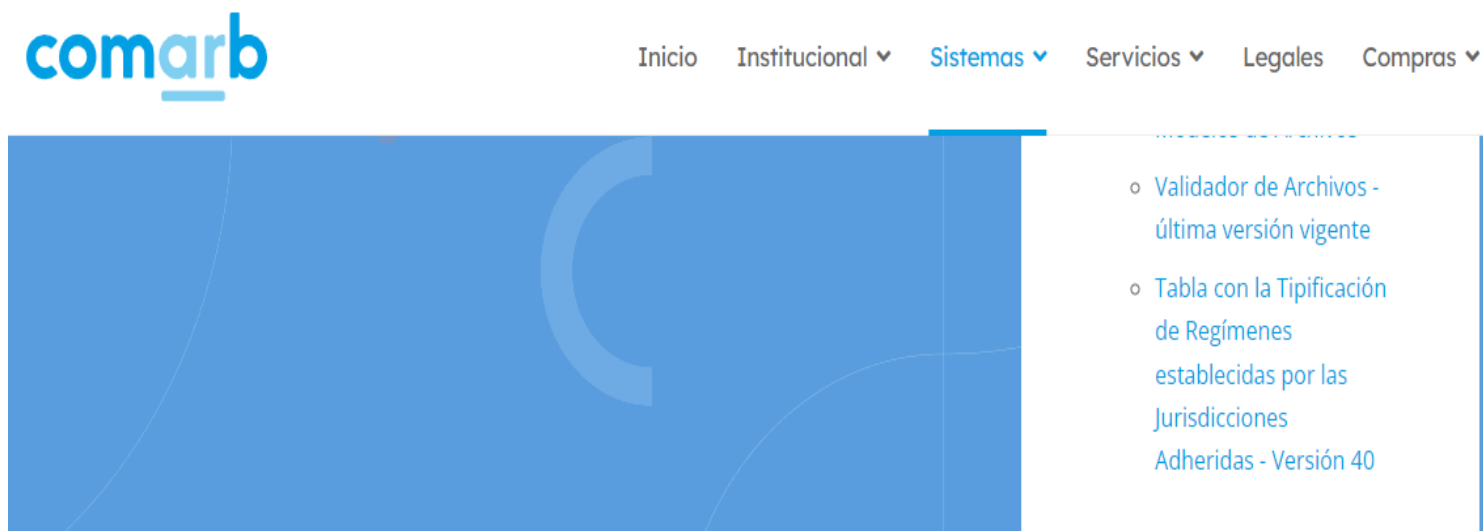 comarb
Inicio Institucional Sistemas Servicios Legales Compras
Validador de Archivos -
última versión vigente
Tabla con la Tipificación
de Regímenes
establecidas por las
Jurisdicciones
Adheridas - Versión 40